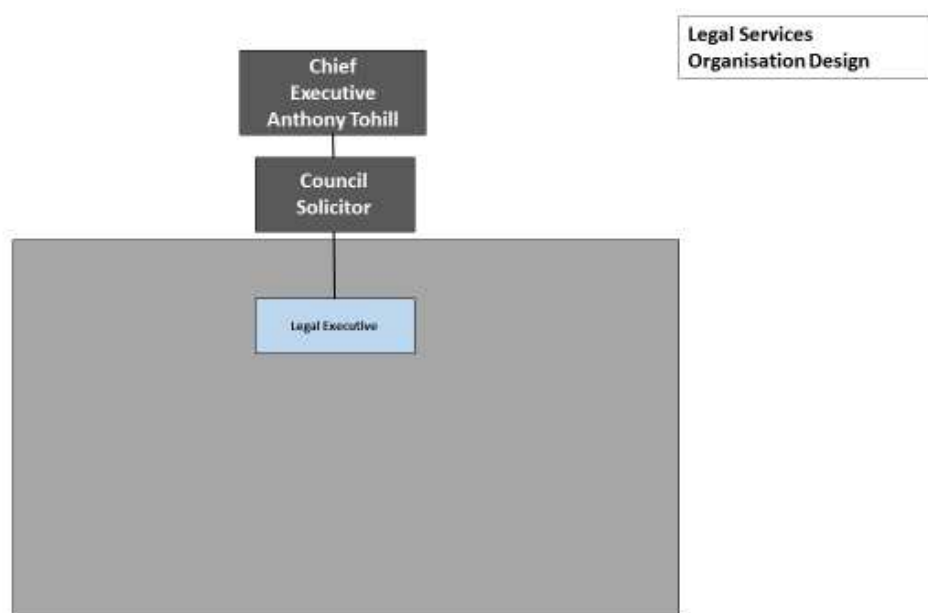 Legal Services
Organisation Design
Chief
Executive
Anthony Tohill
Council
Solicitor
Legal Executive